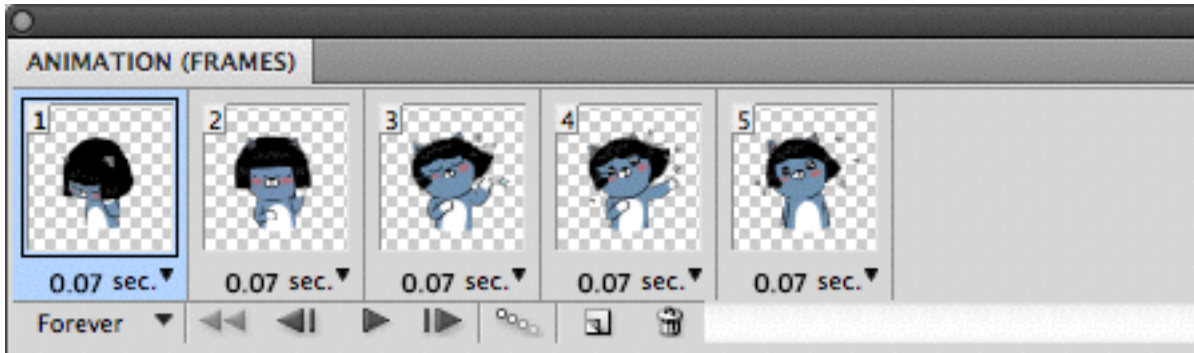 ANIMATION (FRAMES)
1 2 3 4 5
0.07 sec. 0.07 sec. 0.07 sec. 0.07 sec. 0.07 sec.
Forever